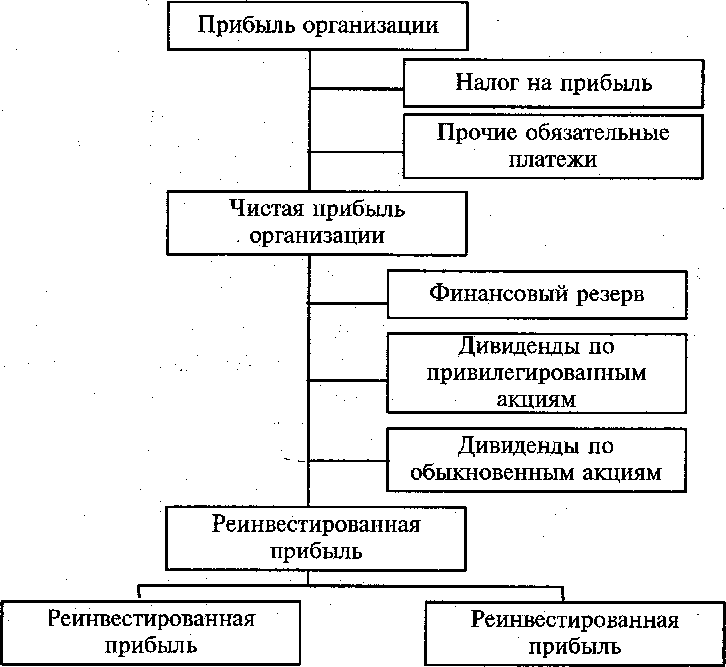 Прибыль организации
Налог на прибыль
Прочие обязательные
платежи
Чистая прибыль
организации
Финансовый резерв
Дивиденды по
привилегированным
акциям
Дивиденды по
обыкновенным акциям
Реинвестированная
прибыль
Реинвестированная
прибыль
Реинвестированная
прибыль